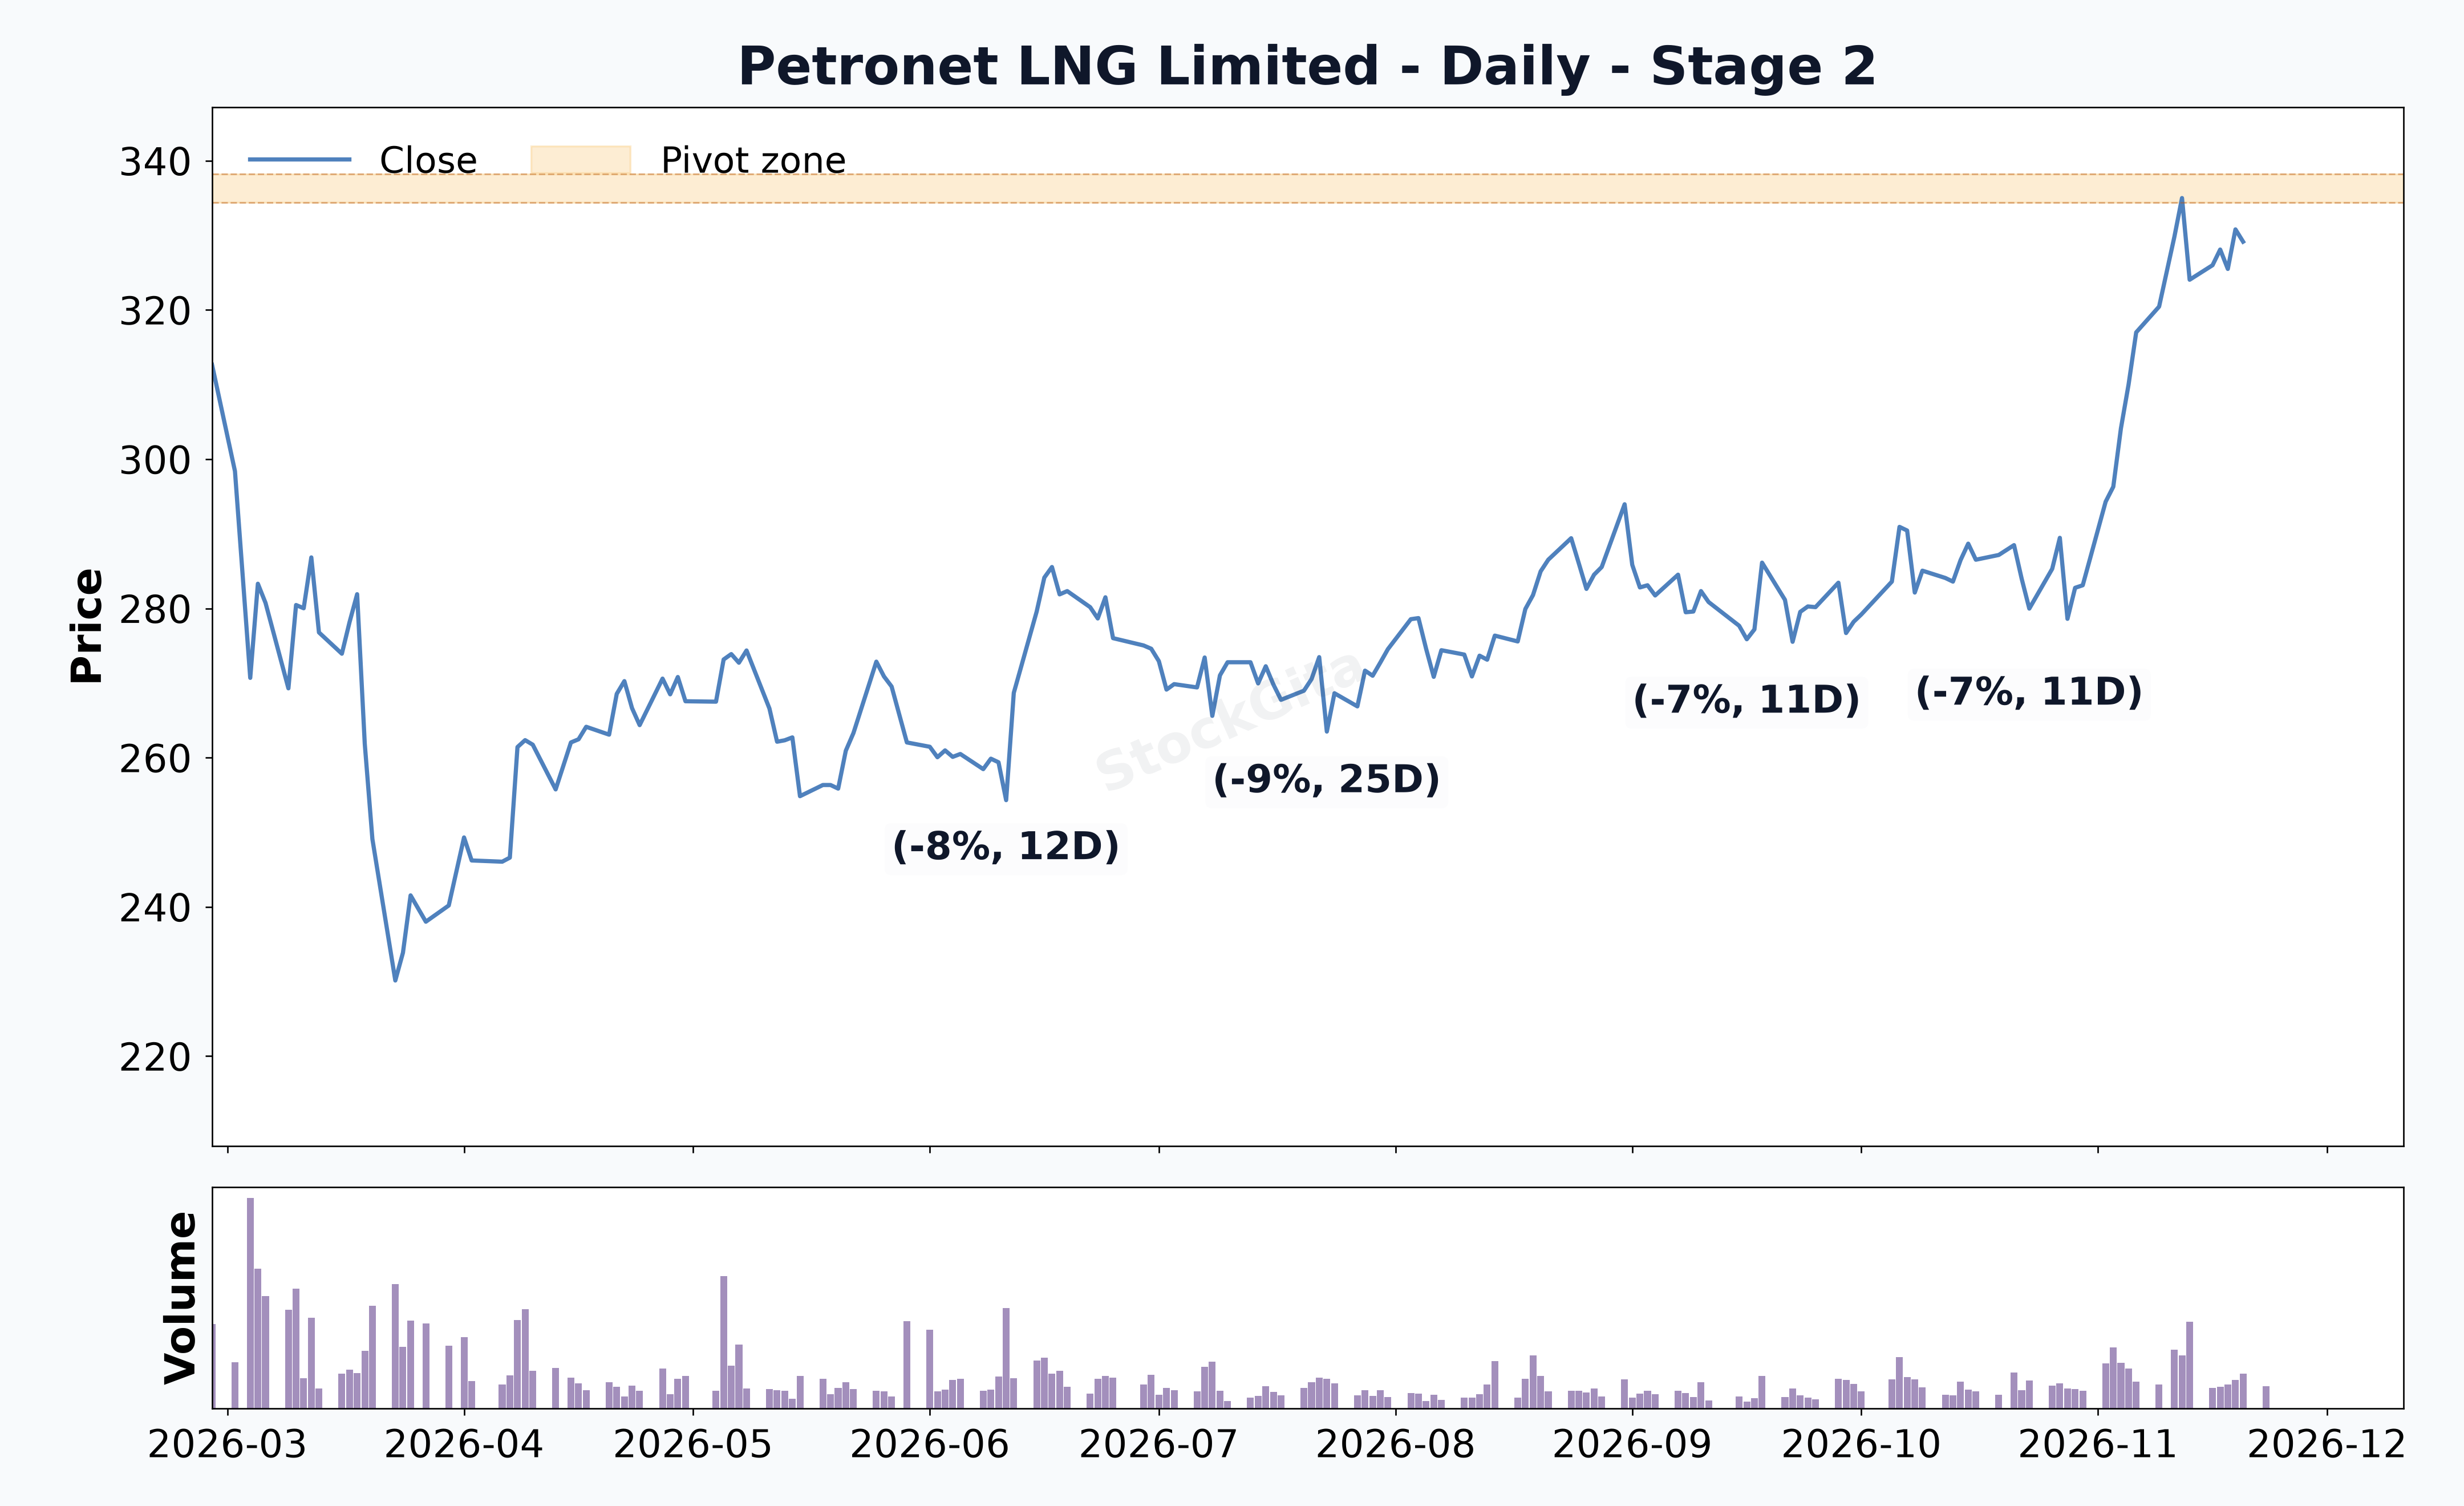 Petronet LNG Limited - Daily - Stage 2
Close
Pivot zone
Price
340
320
300
280
260
240
220
StockGita
(-8%, 12D)
(-9%, 25D)
(-7%, 11D)
(-7%, 11D)
Volume
2026-03
2026-04
2026-05
2026-06
2026-07
2026-08
2026-09
2026-10
2026-11
2026-12